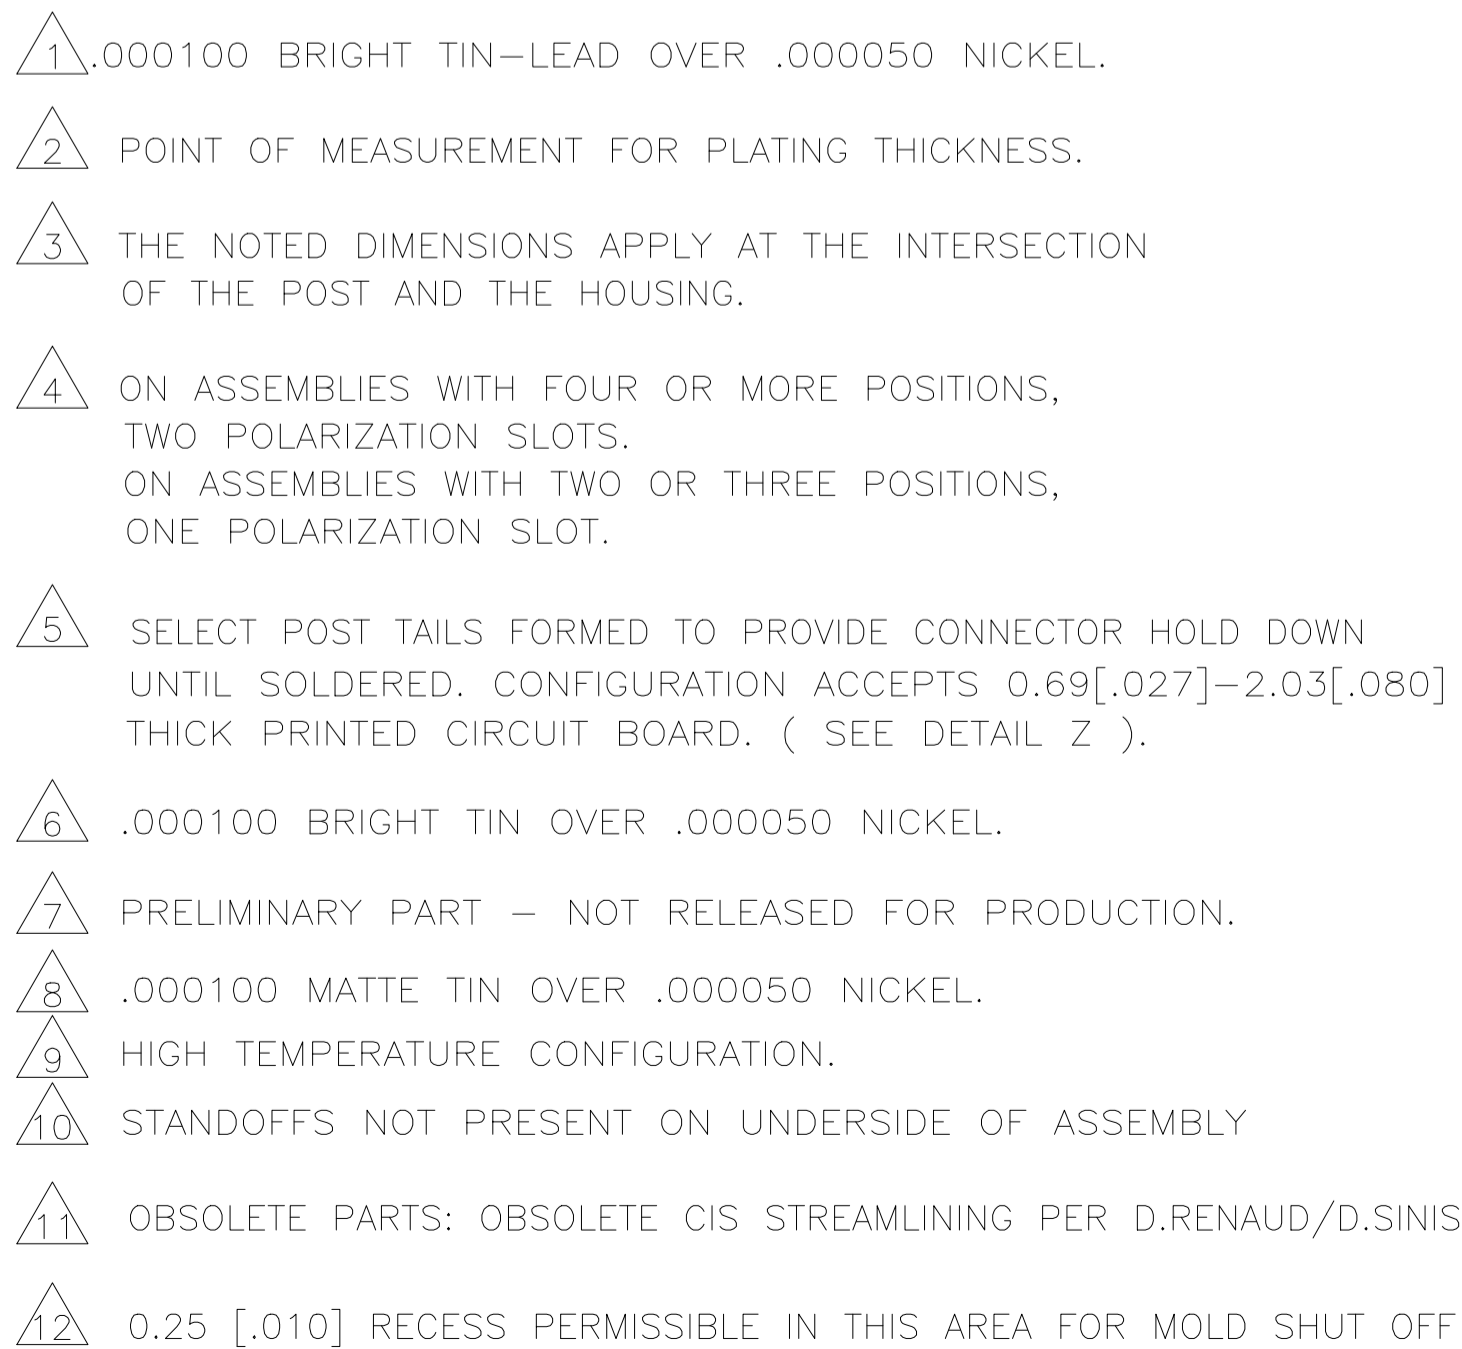 1 .000100 BRIGHT TIN-LEAD OVER .000050 NICKEL.
2 POINT OF MEASUREMENT FOR PLATING THICKNESS.
3 THE NOTED DIMENSIONS APPLY AT THE INTERSECTION
OF THE POST AND THE HOUSING.
4 ON ASSEMBLIES WITH FOUR OR MORE POSITIONS,
TWO POLARIZATION SLOTS.
ON ASSEMBLIES WITH TWO OR THREE POSITIONS,
ONE POLARIZATION SLOT.
5 SELECT POST TAILS FORMED TO PROVIDE CONNECTOR HOLD DOWN
UNTIL SOLDERED. CONFIGURATION ACCEPTS 0.69[.027]-2.03[.080]
THICK PRINTED CIRCUIT BOARD. ( SEE DETAIL Z ).
6 .000100 BRIGHT TIN OVER .000050 NICKEL.
7 PRELIMINARY PART - NOT RELEASED FOR PRODUCTION.
8 .000100 MATTE TIN OVER .000050 NICKEL.
9 HIGH TEMPERATURE CONFIGURATION.
10 STANDOFFS NOT PRESENT ON UNDERSIDE OF ASSEMBLY
11 OBSOLETE PARTS: OBSOLETE CIS STREAMLINING PER D.RENAUD/D.SINIS
12 0.25 [.010] RECESS PERMISSIBLE IN THIS AREA FOR MOLD SHUT OFF